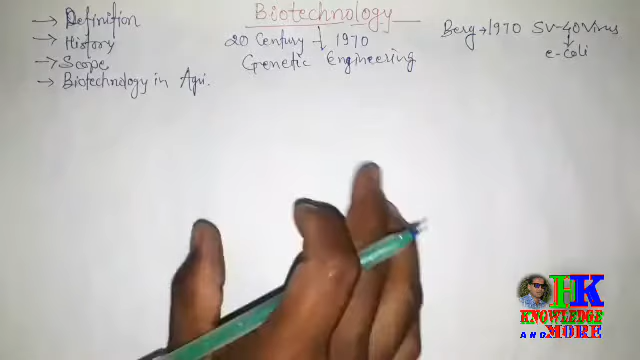 Biotechnology
→ Definition
→ History
→ Scope
→ Biotechnology in Agri.
20 Century → 1970
Genetic Engineering
Berg → 1970 SV-40 Virus
e-coli
HK
KNOWLEDGE
AND MORE